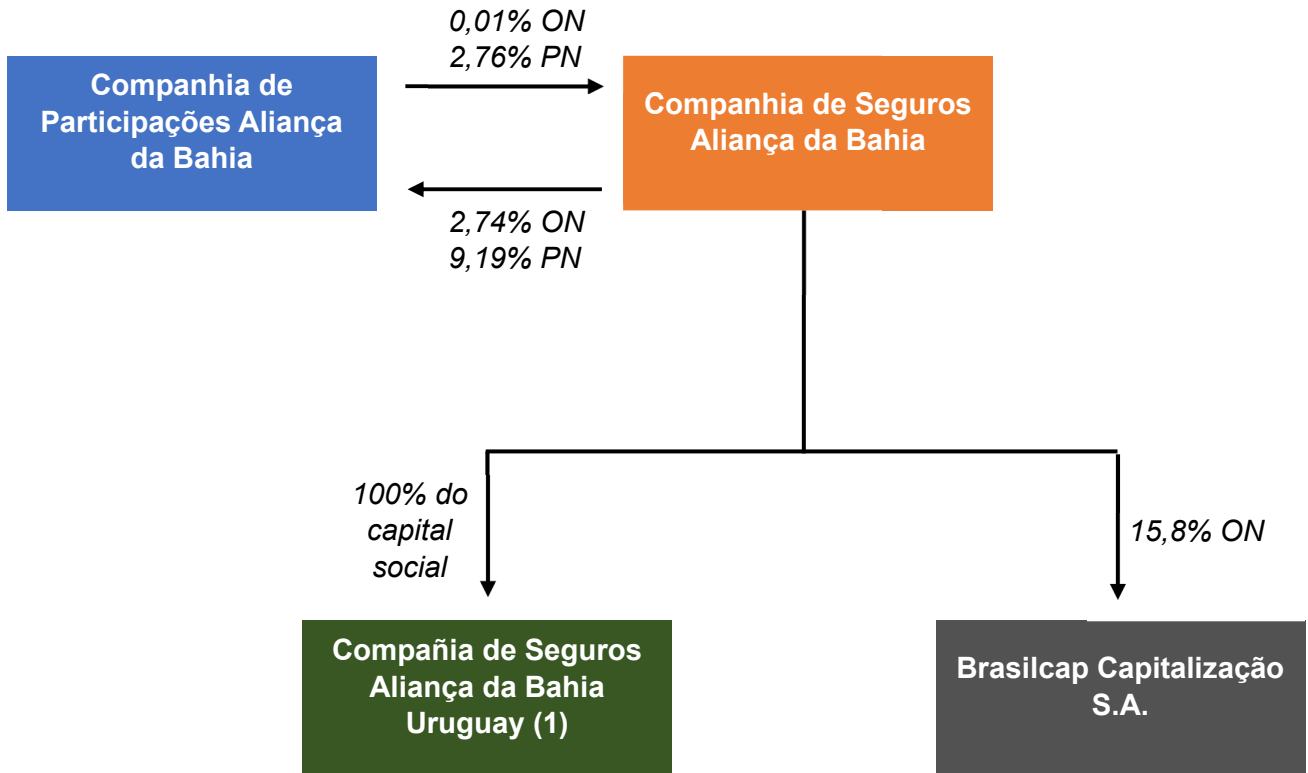 0,01% ON
2,76% PN
Companhia de
Participações Aliança
da Bahia
Companhia de Seguros
Aliança da Bahia
2,74% ON
9,19% PN
100% do
capital
social
15,8% ON
Compañia de Seguros
Aliança da Bahia
Uruguay (1)
Brasilcap Capitalização
S.A.